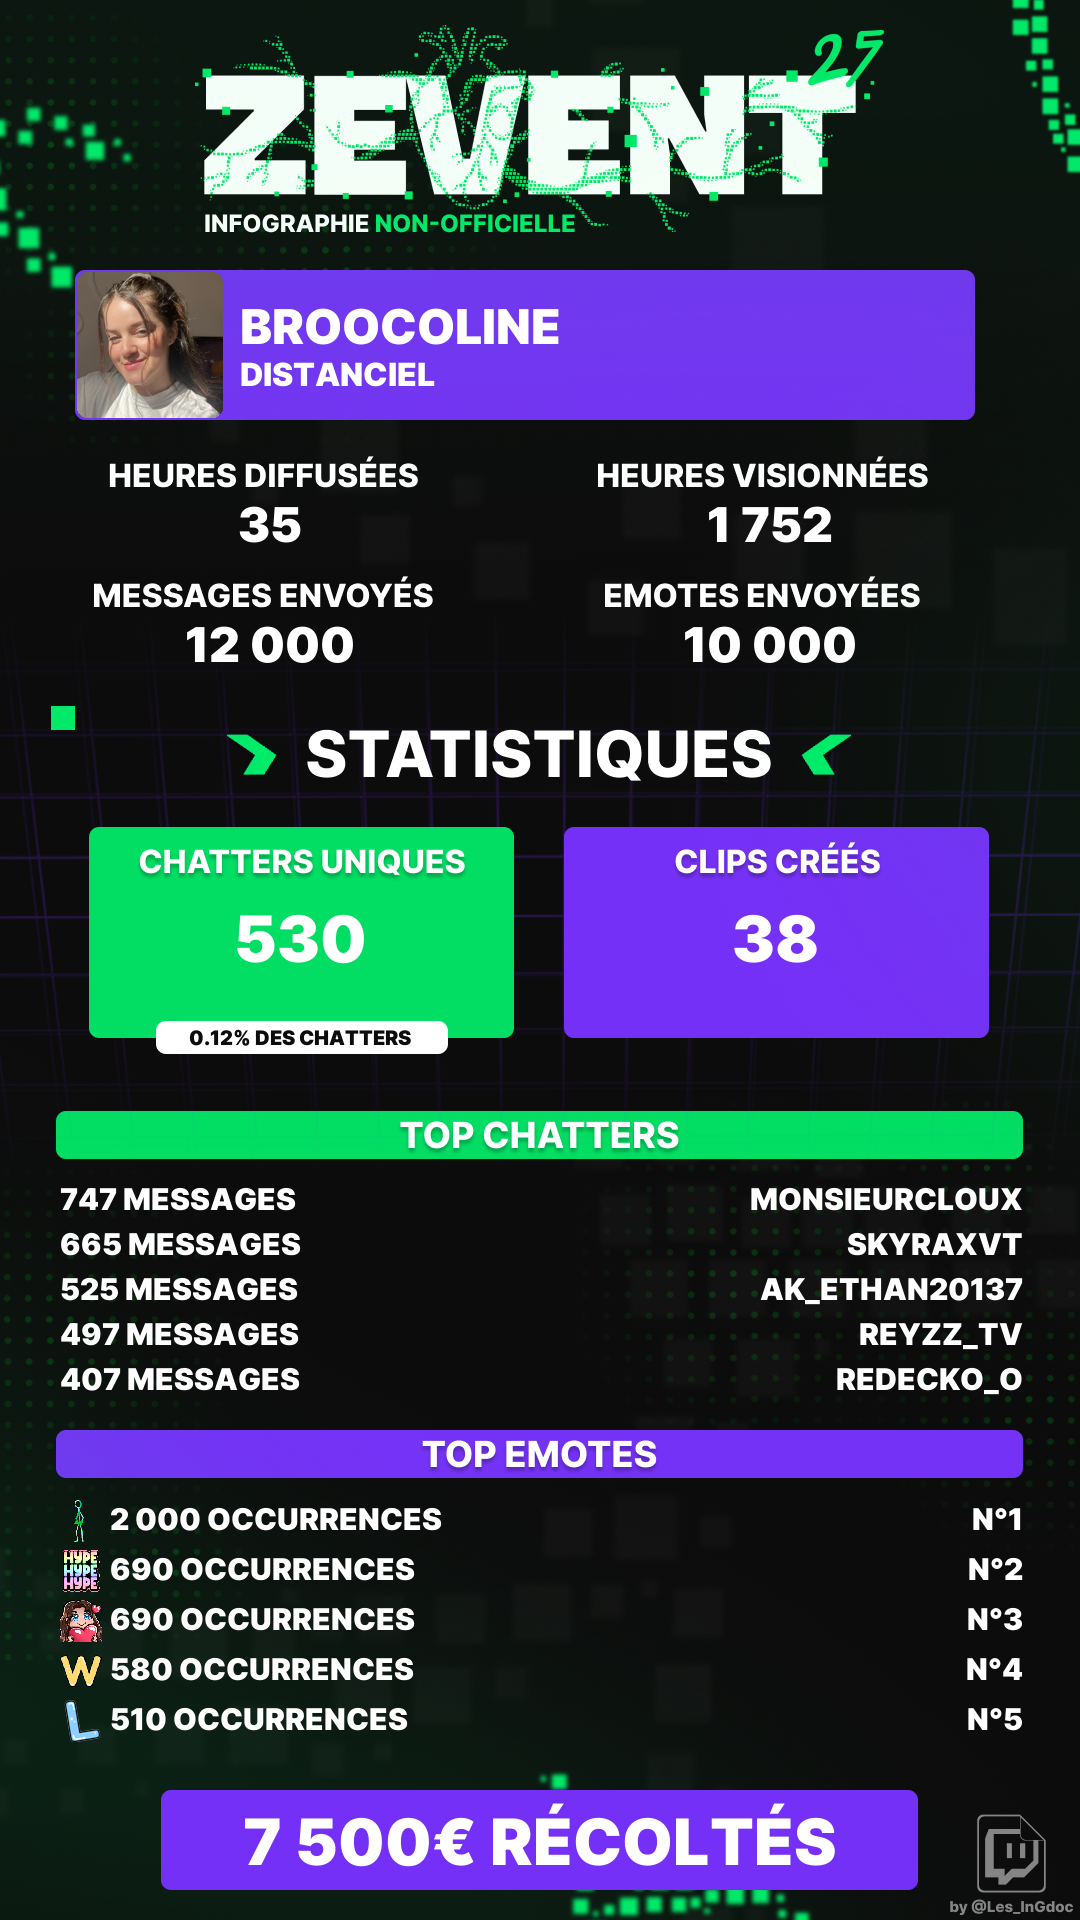 ZEVENT 25
INFOGRAPHIE NON-OFFICIELLE
BROOCOLINE
DISTANCIEL
HEURES DIFFUSÉES
35
HEURES VISIONNÉES
1 752
MESSAGES ENVOYÉS
12 000
EMOTES ENVOYÉES
10 000
STATISTIQUES
CHATTERS UNIQUES
530
0.12% DES CHATTERS
CLIPS CRÉÉS
38
TOP CHATTERS
747 MESSAGES MONSIEURCLOUX
665 MESSAGES SKYRAXVT
525 MESSAGES AK_ETHAN20137
497 MESSAGES REYZZ_TV
407 MESSAGES REDECKO_O
TOP EMOTES
2 000 OCCURRENCES N°1
HYPE
HYPE
HYPE
690 OCCURRENCES N°2
690 OCCURRENCES N°3
W 580 OCCURRENCES N°4
L 510 OCCURRENCES N°5
7 500€ RÉCOLTÉS
by @Les_InGdoc